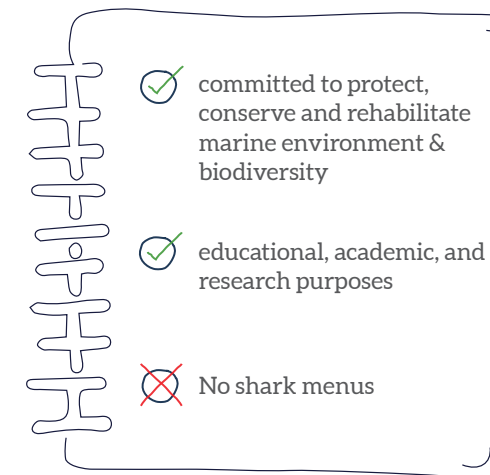 committed to protect,
conserve and rehabilitate
marine environment &
biodiversity
educational, academic, and
research purposes
No shark menus